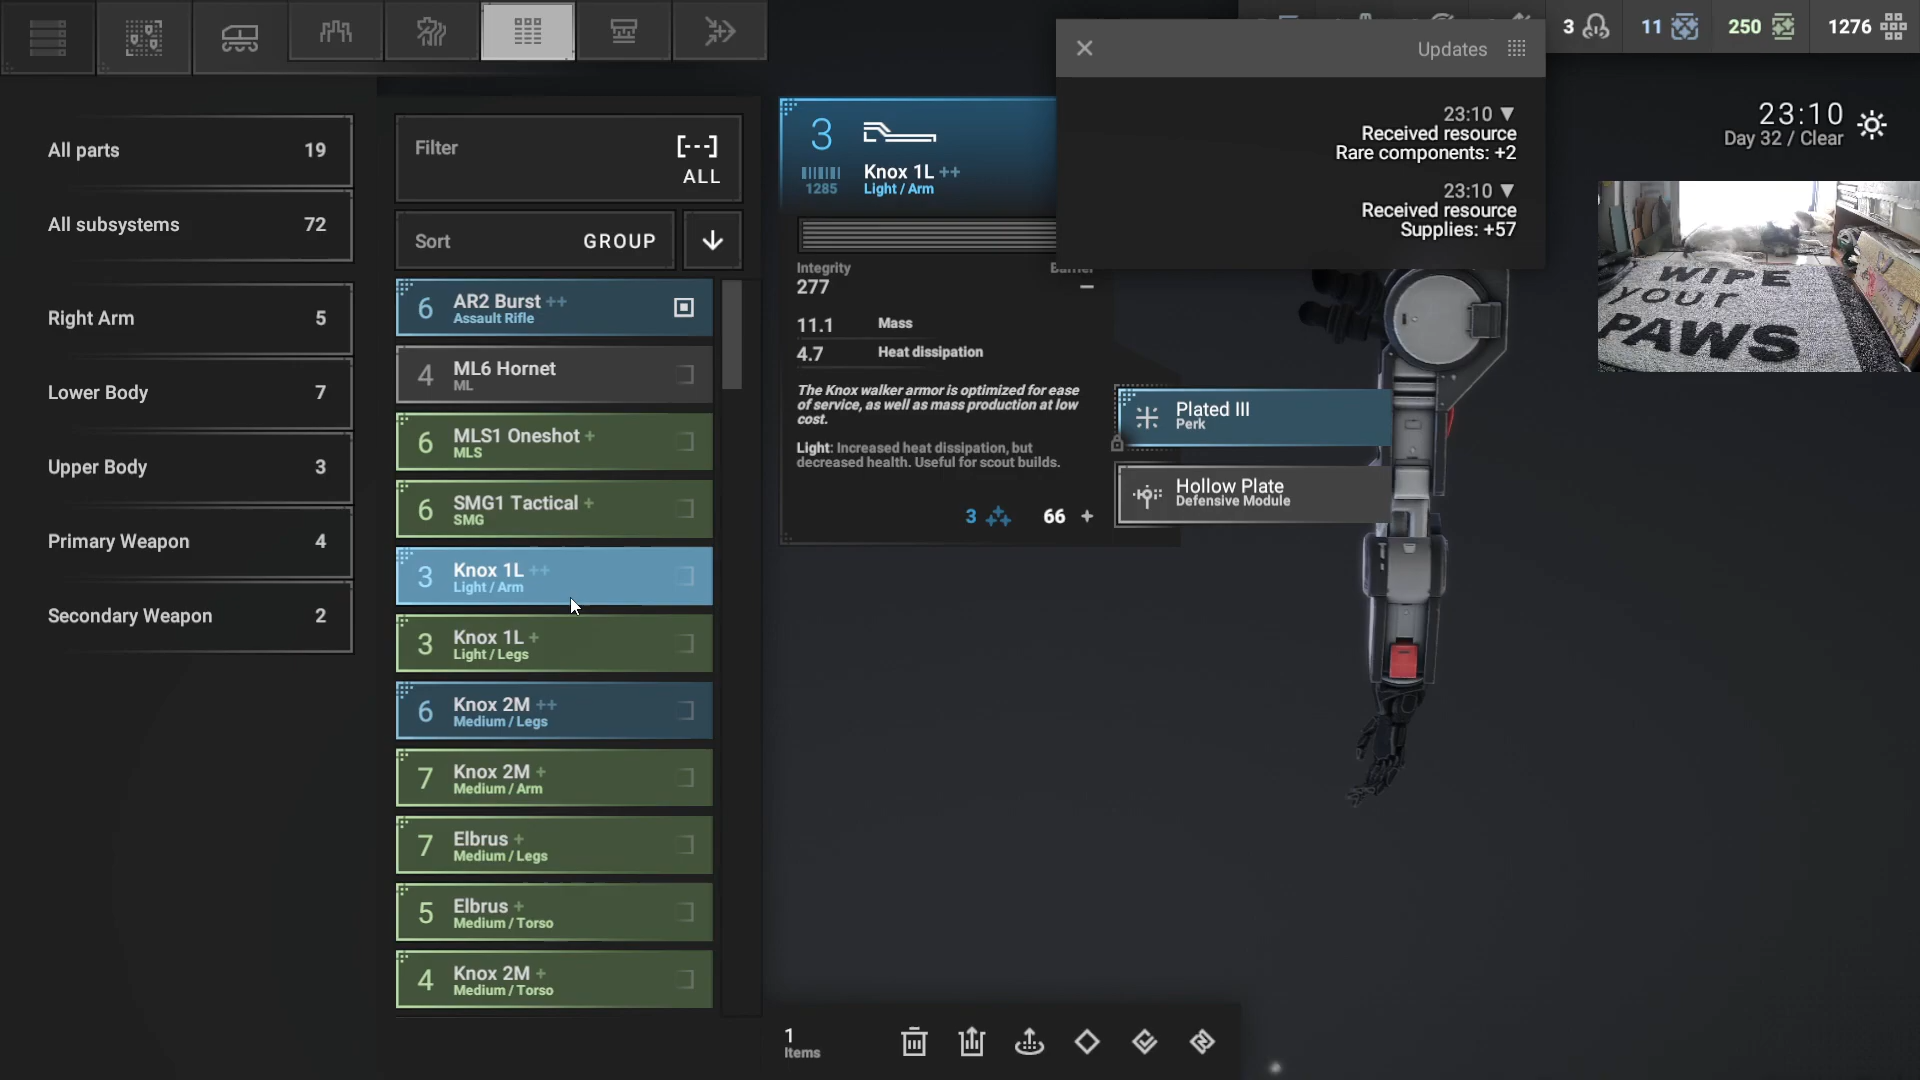 3
11
250
1276
Updates
23:10
Received resource
Rare components: +2
23:10
Received resource
Supplies: +57
23:10
Day 32 / Clear
WIPE
YOUR
PAWS
All parts 19
All subsystems 72
Right Arm 5
Lower Body 7
Upper Body 3
Primary Weapon 4
Secondary Weapon 2
Filter
[---]
ALL
Sort GROUP
6 AR2 Burst ++
Assault Rifle
4 ML6 Hornet
ML
6 MLS1 Oneshot +
MLS
6 SMG1 Tactical +
SMG
3 Knox 1L ++
Light / Arm
3 Knox 1L +
Light / Legs
6 Knox 2M ++
Medium / Legs
7 Knox 2M +
Medium / Arm
7 Elbrus +
Medium / Legs
5 Elbrus +
Medium / Torso
4 Knox 2M +
Medium / Torso
3
1285
Knox 1L ++
Light / Arm
Integrity
277
Barrier
–
11.1 Mass
4.7 Heat dissipation
The Knox walker armor is optimized for ease
of service, as well as mass production at low
cost.
Light: Increased heat dissipation, but
decreased health. Useful for scout builds.
3 66 +
Plated III
Perk
Hollow Plate
Defensive Module
1
Items